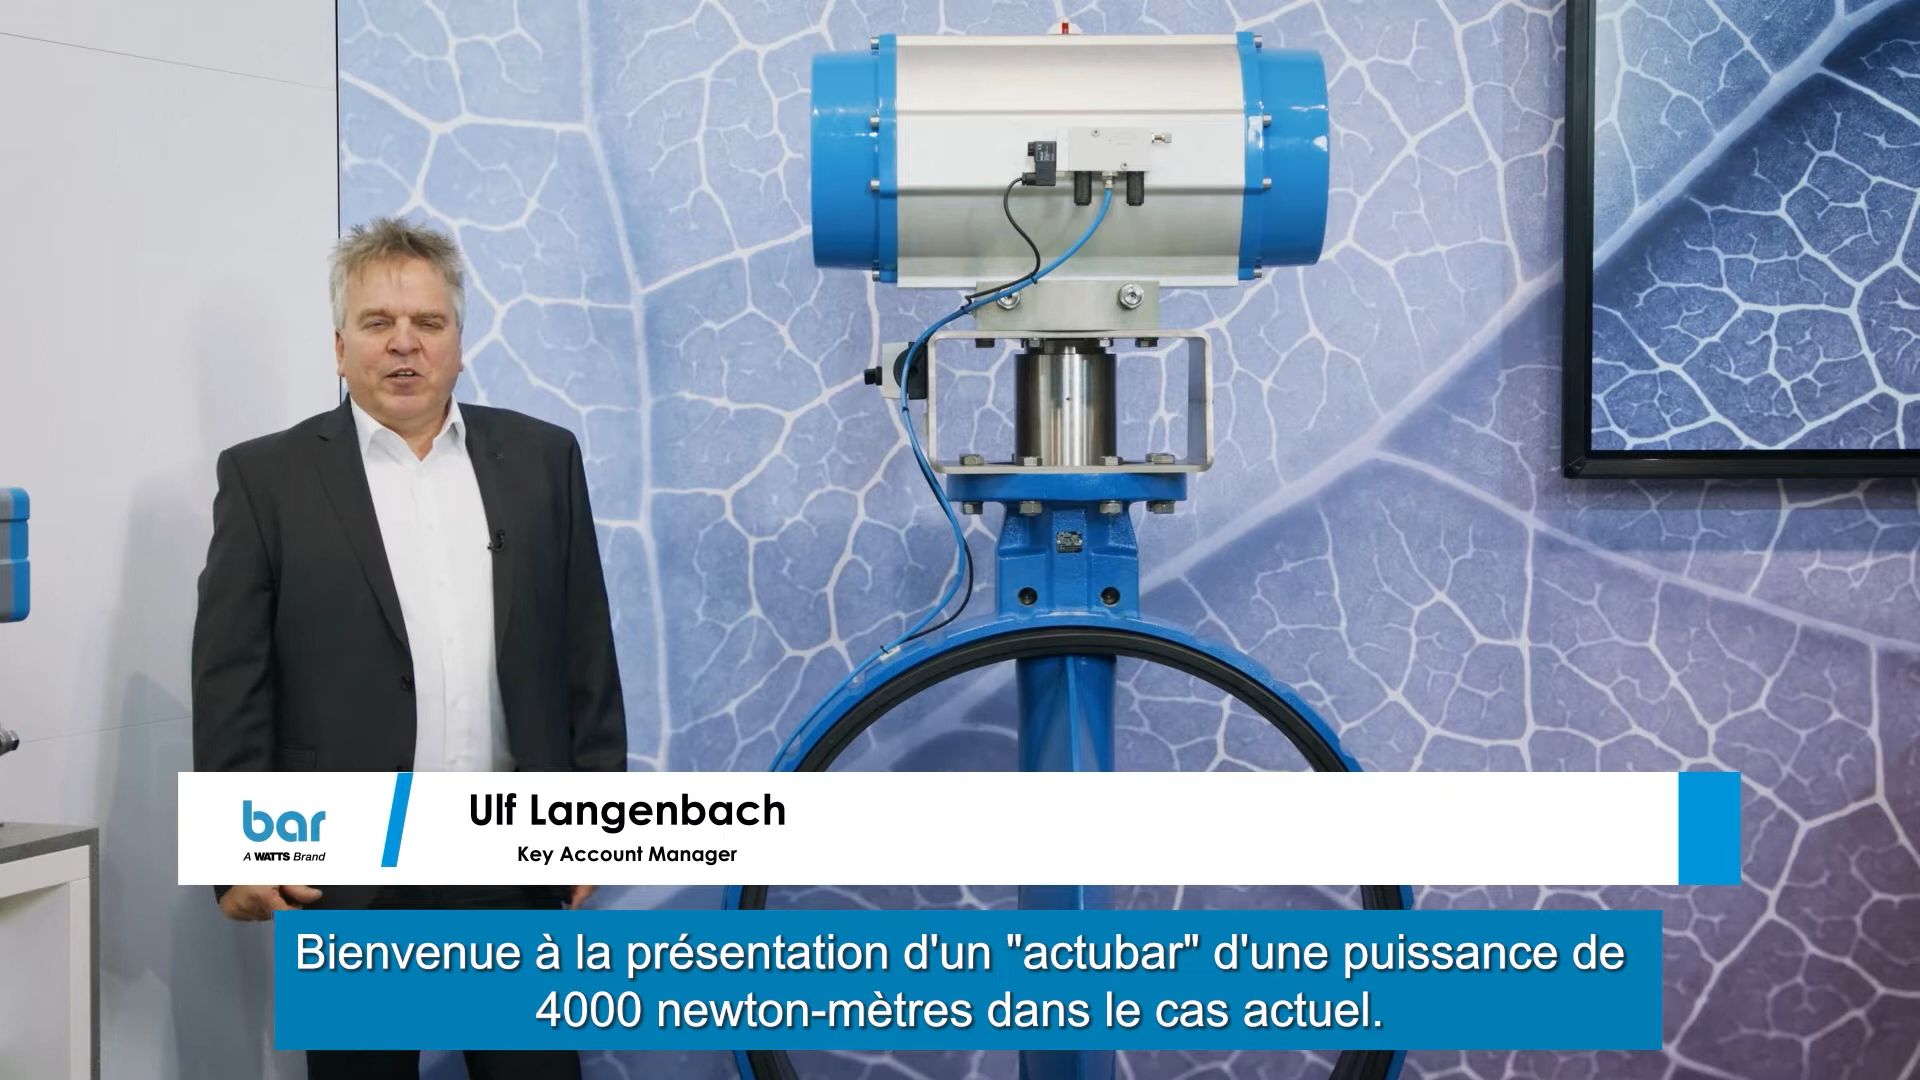 bar
A WATTS Brand
Ulf Langenbach
Key Account Manager
Bienvenue à la présentation d'un "actubar" d'une puissance de
4000 newton-mètres dans le cas actuel.